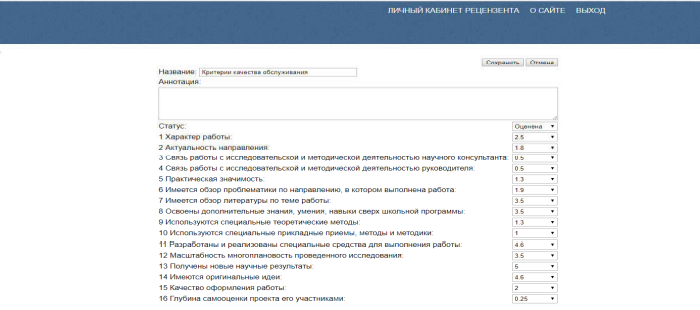 ЛИЧНЫЙ КАБИНЕТ РЕЦЕНЗЕНТА О САЙТЕ ВЫХОД
Сохранить Отмена
Название: Критерии качества обслуживания
Аннотация:
Статус: Оценена
1 Характер работы: 2.5
2 Актуальность направления: 1.8
3 Связь работы с исследовательской и методической деятельностью научного консультанта: 0.5
4 Связь работы с исследовательской и методической деятельностью руководителя: 0.5
5 Практическая значимость: 1.3
6 Имеется обзор проблематики по направлению, в котором выполнена работа: 1.9
7 Имеется обзор литературы по теме работы: 3.5
8 Освоены дополнительные знания, умения, навыки сверх школьной программы: 3.5
9 Используются специальные теоретические методы: 1.3
10 Используются специальные прикладные приемы, методы и методики: 1
11 Разработаны и реализованы специальные средства для выполнения работы: 4.6
12 Масштабность многоплановость проведенного исследования: 3.5
13 Получены новые научные результаты: 5
14 Имеются оригинальные идеи: 4.6
15 Качество оформления работы: 2
16 Глубина самооценки проекта его участниками: 0.25